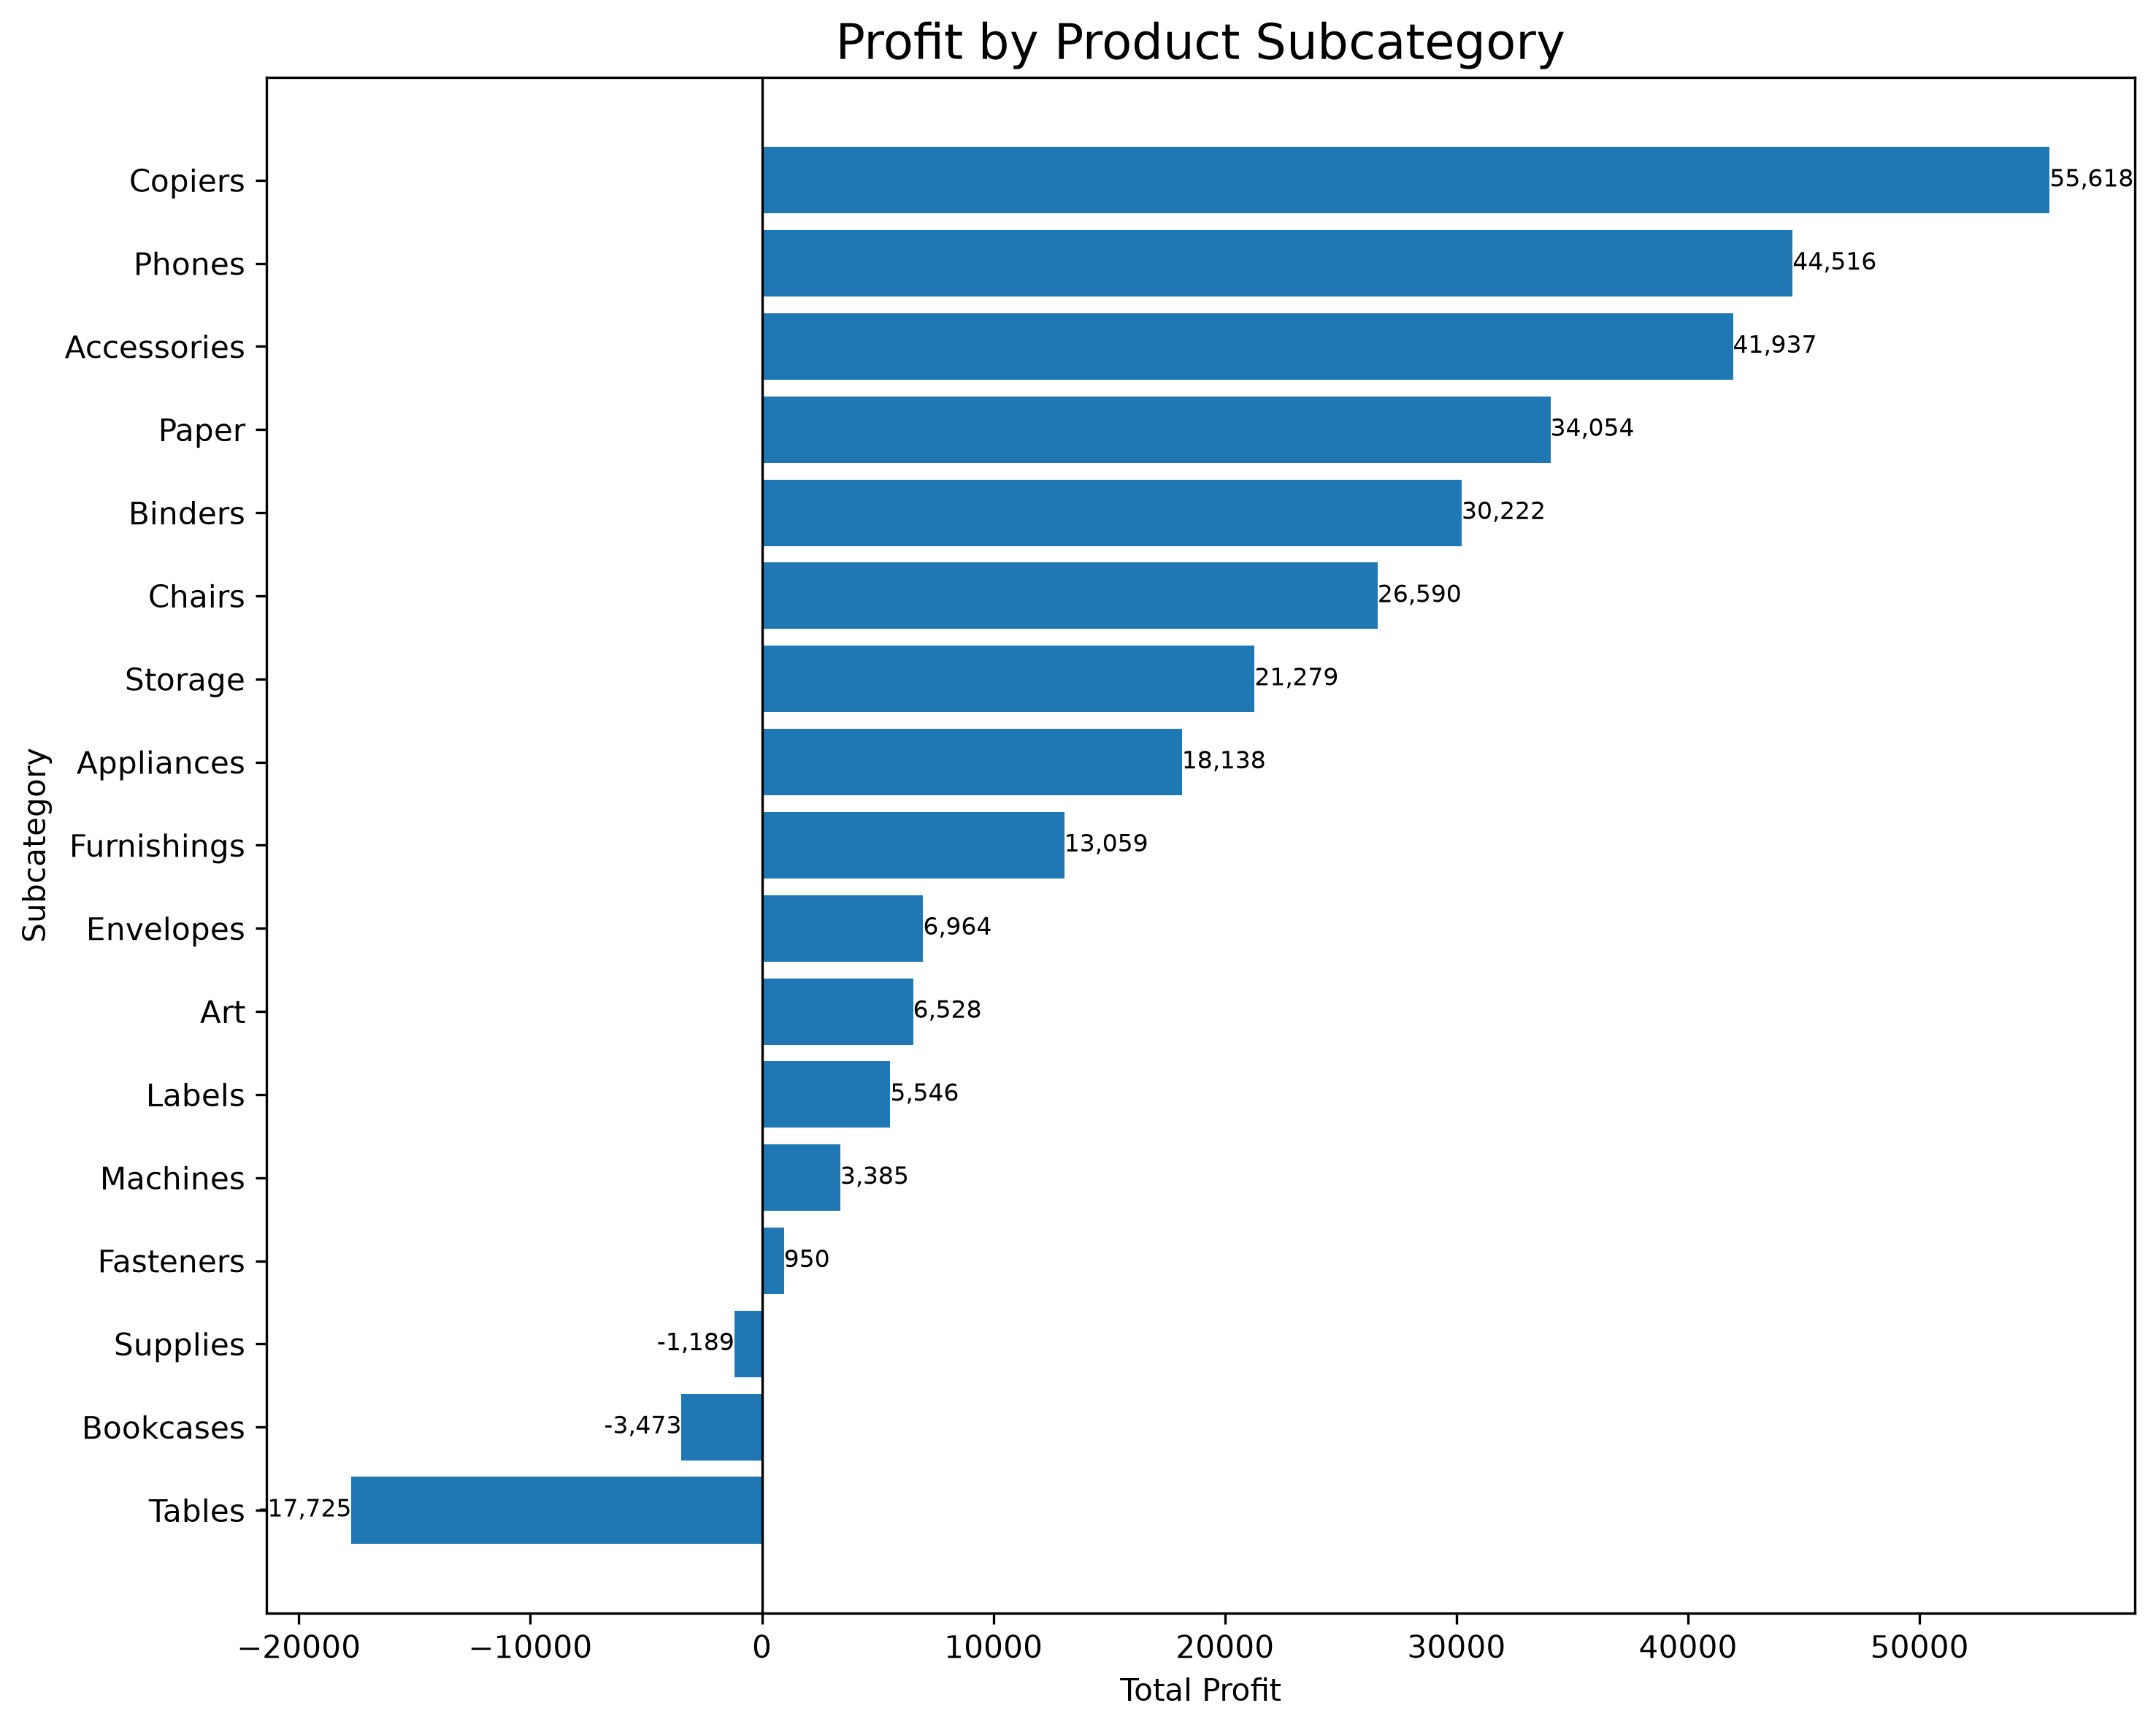 Profit by Product Subcategory
Copiers 55,618
Phones 44,516
Accessories 41,937
Paper 34,054
Binders 30,222
Chairs 26,590
Storage 21,279
Appliances 18,138
Furnishings 13,059
Envelopes 6,964
Art 6,528
Labels 5,546
Machines 3,385
Fasteners 950
Supplies -1,189
Bookcases -3,473
Tables -17,725
Subcategory
−20000 −10000 0 10000 20000 30000 40000 50000
Total Profit